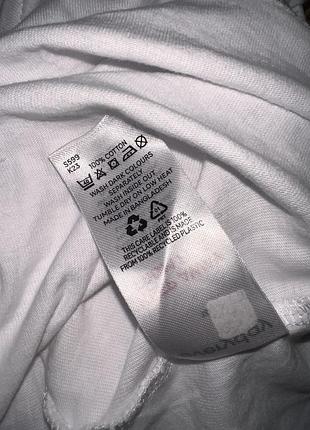 S599
K23
100% COTTON
WASH DARK COLOURS
SEPARATELY
WASH INSIDE OUT
TUMBLE DRY ON LOW HEAT
MADE IN BANGLADESH
THIS CARE LABEL IS 100%
RECYCLABLE AND IS MADE
FROM 100% RECYCLED PLASTIC